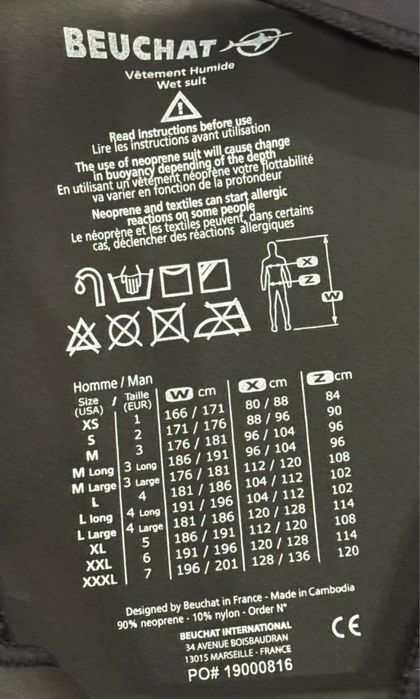 BEUCHAT
Vêtement Humide
Wet suit
Read Instructions before use
Lire les instructions avant utilisation
The use of neoprene suit will cause change
in buoyancy depending of the depth
En utilisant un vêtement néoprène votre flottabilité
va varier en fonction de la profondeur
Neoprene and textiles can start allergic
reactions on some people
Le néoprène et les textiles peuvent, dans certains
cas, déclencher des réactions allergiques
X
Z
W
Homme / Man
Size (USA) / Taille (EUR) W cm X cm Z cm
XS 1 166 / 171 80 / 88 84
S 2 171 / 176 88 / 96 90
M 3 176 / 181 96 / 104 96
M Long 3 Long 186 / 191 96 / 104 96
M Large 3 Large 176 / 181 112 / 120 108
L 4 181 / 186 104 / 112 102
L long 4 Long 191 / 196 104 / 112 102
L Large 4 Large 181 / 186 120 / 128 114
XL 5 186 / 191 112 / 120 108
XXL 6 191 / 196 120 / 128 114
XXXL 7 196 / 201 128 / 136 120
Designed by Beuchat in France - Made in Cambodia
90% neoprene - 10% nylon - Order N°
BEUCHAT INTERNATIONAL
34 AVENUE BOISBAUDRAN
13015 MARSEILLE - FRANCE
PO# 19000816
CE